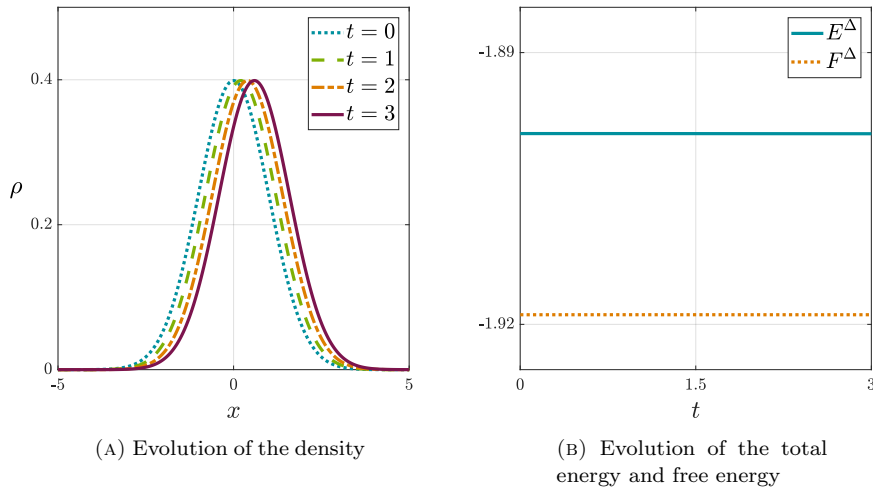 ρ
0.4
0.2
0
-5
0
5
x
t = 0
t = 1
t = 2
t = 3
(A) Evolution of the density
-1.89
-1.92
0
1.5
3
t
E^Δ
F^Δ
(B) Evolution of the total
energy and free energy